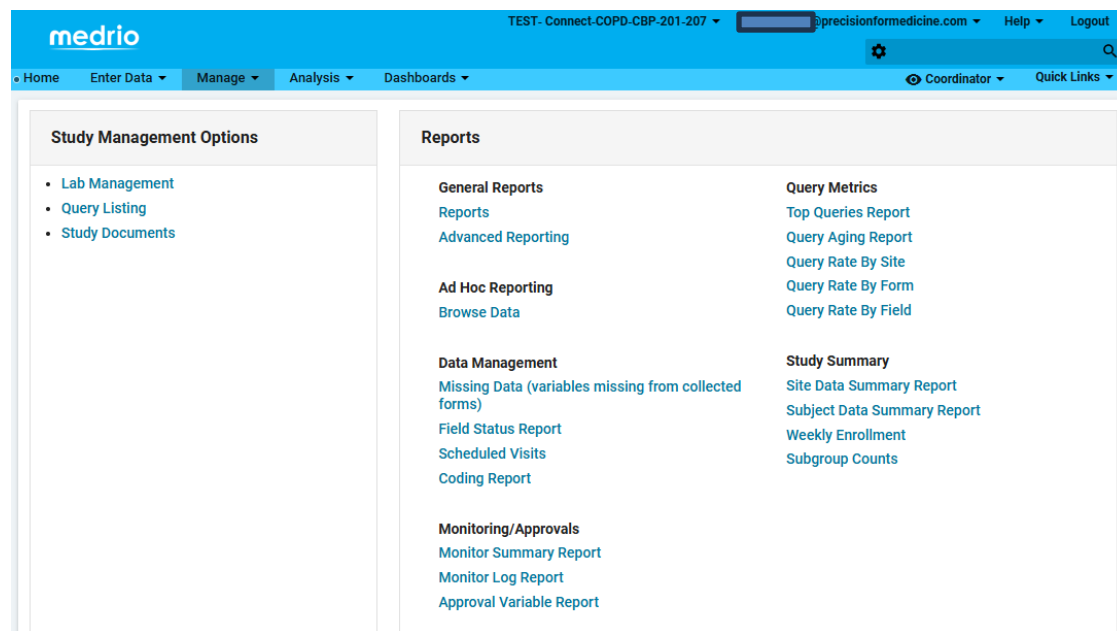 medrio
TEST- Connect-COPD-CBP-201-207
@precisionformedicine.com
Help
Logout
Home
Enter Data
Manage
Analysis
Dashboards
Coordinator
Quick Links
Study Management Options
• Lab Management
• Query Listing
• Study Documents
Reports
General Reports
Reports
Advanced Reporting
Ad Hoc Reporting
Browse Data
Data Management
Missing Data (variables missing from collected
forms)
Field Status Report
Scheduled Visits
Coding Report
Monitoring/Approvals
Monitor Summary Report
Monitor Log Report
Approval Variable Report
Query Metrics
Top Queries Report
Query Aging Report
Query Rate By Site
Query Rate By Form
Query Rate By Field
Study Summary
Site Data Summary Report
Subject Data Summary Report
Weekly Enrollment
Subgroup Counts